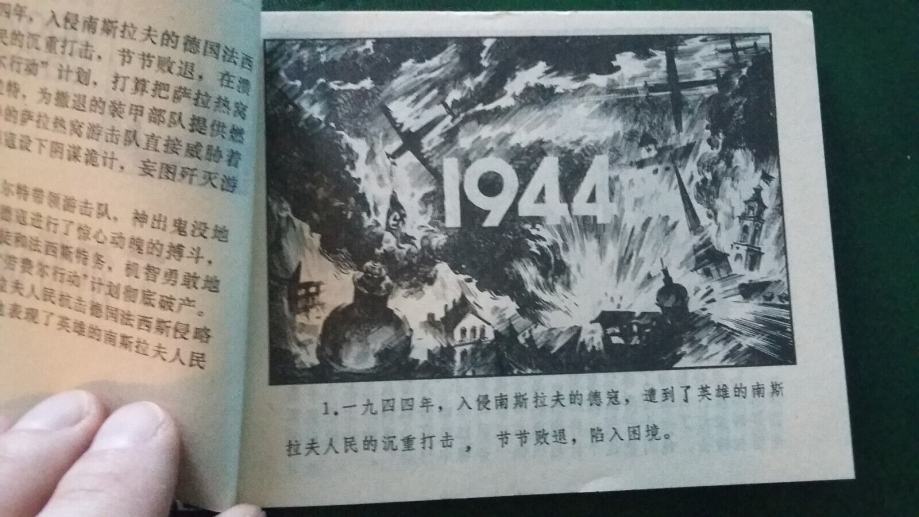 四年，入侵南斯拉夫的德国法西
民的沉重打击，节节败退，在溃
尔行动”计划，打算把萨拉热窝
特，为撤退的装甲部队提供燃
的萨拉热窝游击队直接威胁着
道设下阴谋诡计，妄图歼灭游
尔特带领游击队，神出鬼没地
德寇进行了惊心动魄的搏斗，
和法西斯特务，机智勇敢地
费尔行动”计划彻底破产。
拉夫人民抗击德国法西斯侵略
表现了英雄的南斯拉夫人民
1944
1.一九四四年，入侵南斯拉夫的德寇，遭到了英雄的南斯
拉夫人民的沉重打击，节节败退，陷入困境。